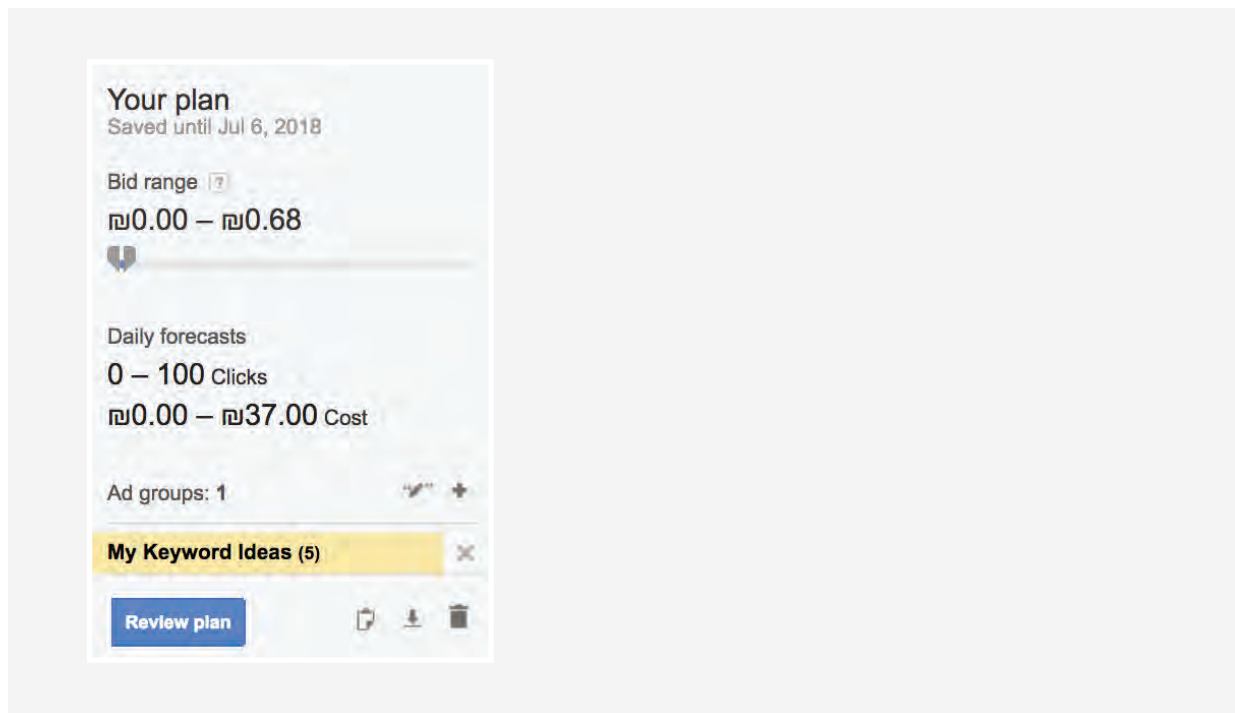 Your plan
Saved until Jul 6, 2018
Bid range ?
₪0.00 – ₪0.68
Daily forecasts
0 – 100 Clicks
₪0.00 – ₪37.00 Cost
Ad groups: 1
My Keyword Ideas (5)
Review plan